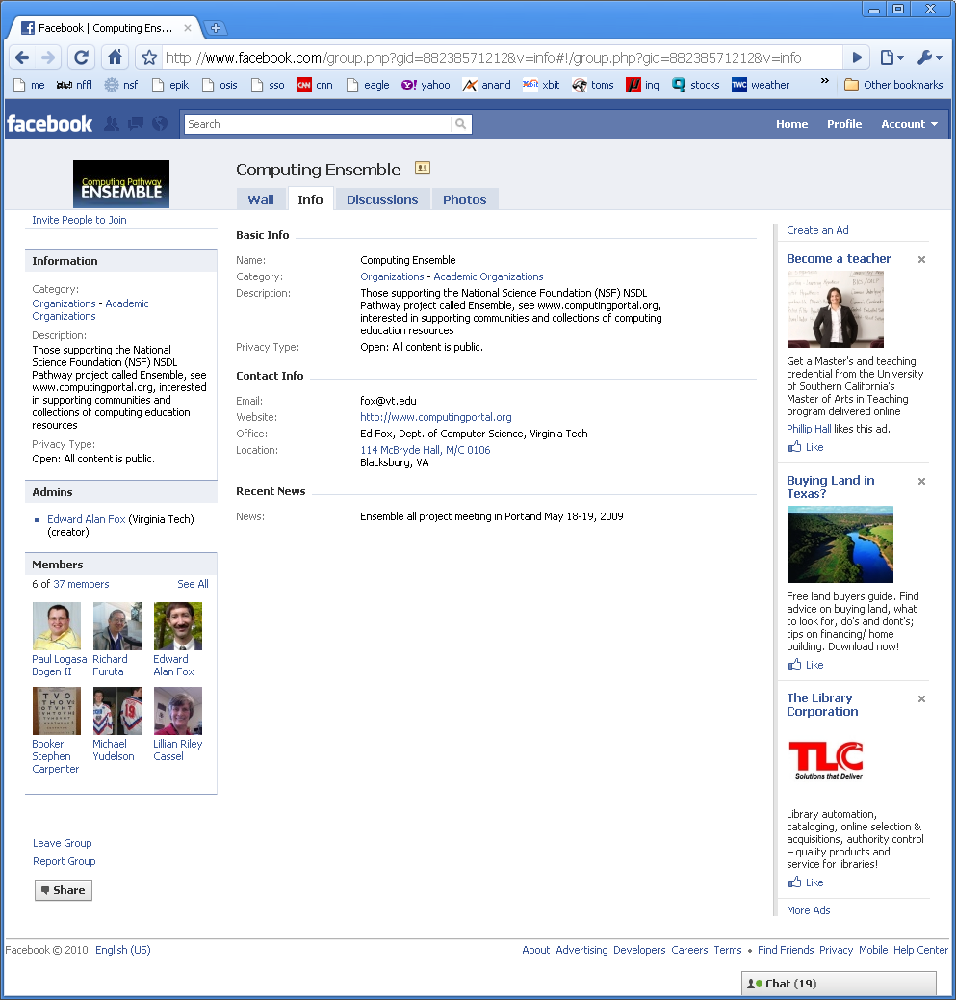 Facebook | Computing Ens...
http://www.facebook.com/group.php?gid=88238571212&v=info#!/group.php?gid=88238571212&v=info
me nffl nsf epik osis sso CNN cnn eagle yahoo anand xbit toms inq stocks TWC weather » Other bookmarks
facebook
Search
Home Profile Account
Computing Pathway
ENSEMBLE
Computing Ensemble
Wall Info Discussions Photos
Invite People to Join
Information
Category:
Organizations - Academic
Organizations
Description:
Those supporting the National
Science Foundation (NSF) NSDL
Pathway project called Ensemble, see
www.computingportal.org, interested
in supporting communities and
collections of computing education
resources
Privacy Type:
Open: All content is public.
Admins
Edward Alan Fox (Virginia Tech)
(creator)
Members
6 of 37 members See All
Paul Logasa
Bogen II
Richard
Furuta
Edward
Alan Fox
Booker
Stephen
Carpenter
Michael
Yudelson
Lillian Riley
Cassel
Leave Group
Report Group
Share
Basic Info
Name: Computing Ensemble
Category: Organizations - Academic Organizations
Description: Those supporting the National Science Foundation (NSF) NSDL
Pathway project called Ensemble, see www.computingportal.org,
interested in supporting communities and collections of computing
education resources
Privacy Type: Open: All content is public.
Contact Info
Email: fox@vt.edu
Website: http://www.computingportal.org
Office: Ed Fox, Dept. of Computer Science, Virginia Tech
Location: 114 McBryde Hall, M/C 0106
Blacksburg, VA
Recent News
News: Ensemble all project meeting in Portand May 18-19, 2009
Create an Ad
Become a teacher
Get a Master's and teaching
credential from the University
of Southern California's
Master of Arts in Teaching
program delivered online
Phillip Hall likes this ad.
Like
Buying Land in
Texas?
Free land buyers guide. Find
advice on buying land, what
to look for, do's and dont's;
tips on financing/ home
building. Download now!
Like
The Library
Corporation
TLC
Solutions that Deliver
Library automation,
cataloging, online selection &
acquisitions, authority control
– quality products and
service for libraries!
Like
More Ads
Facebook © 2010 English (US)
About Advertising Developers Careers Terms • Find Friends Privacy Mobile Help Center
Chat (19)